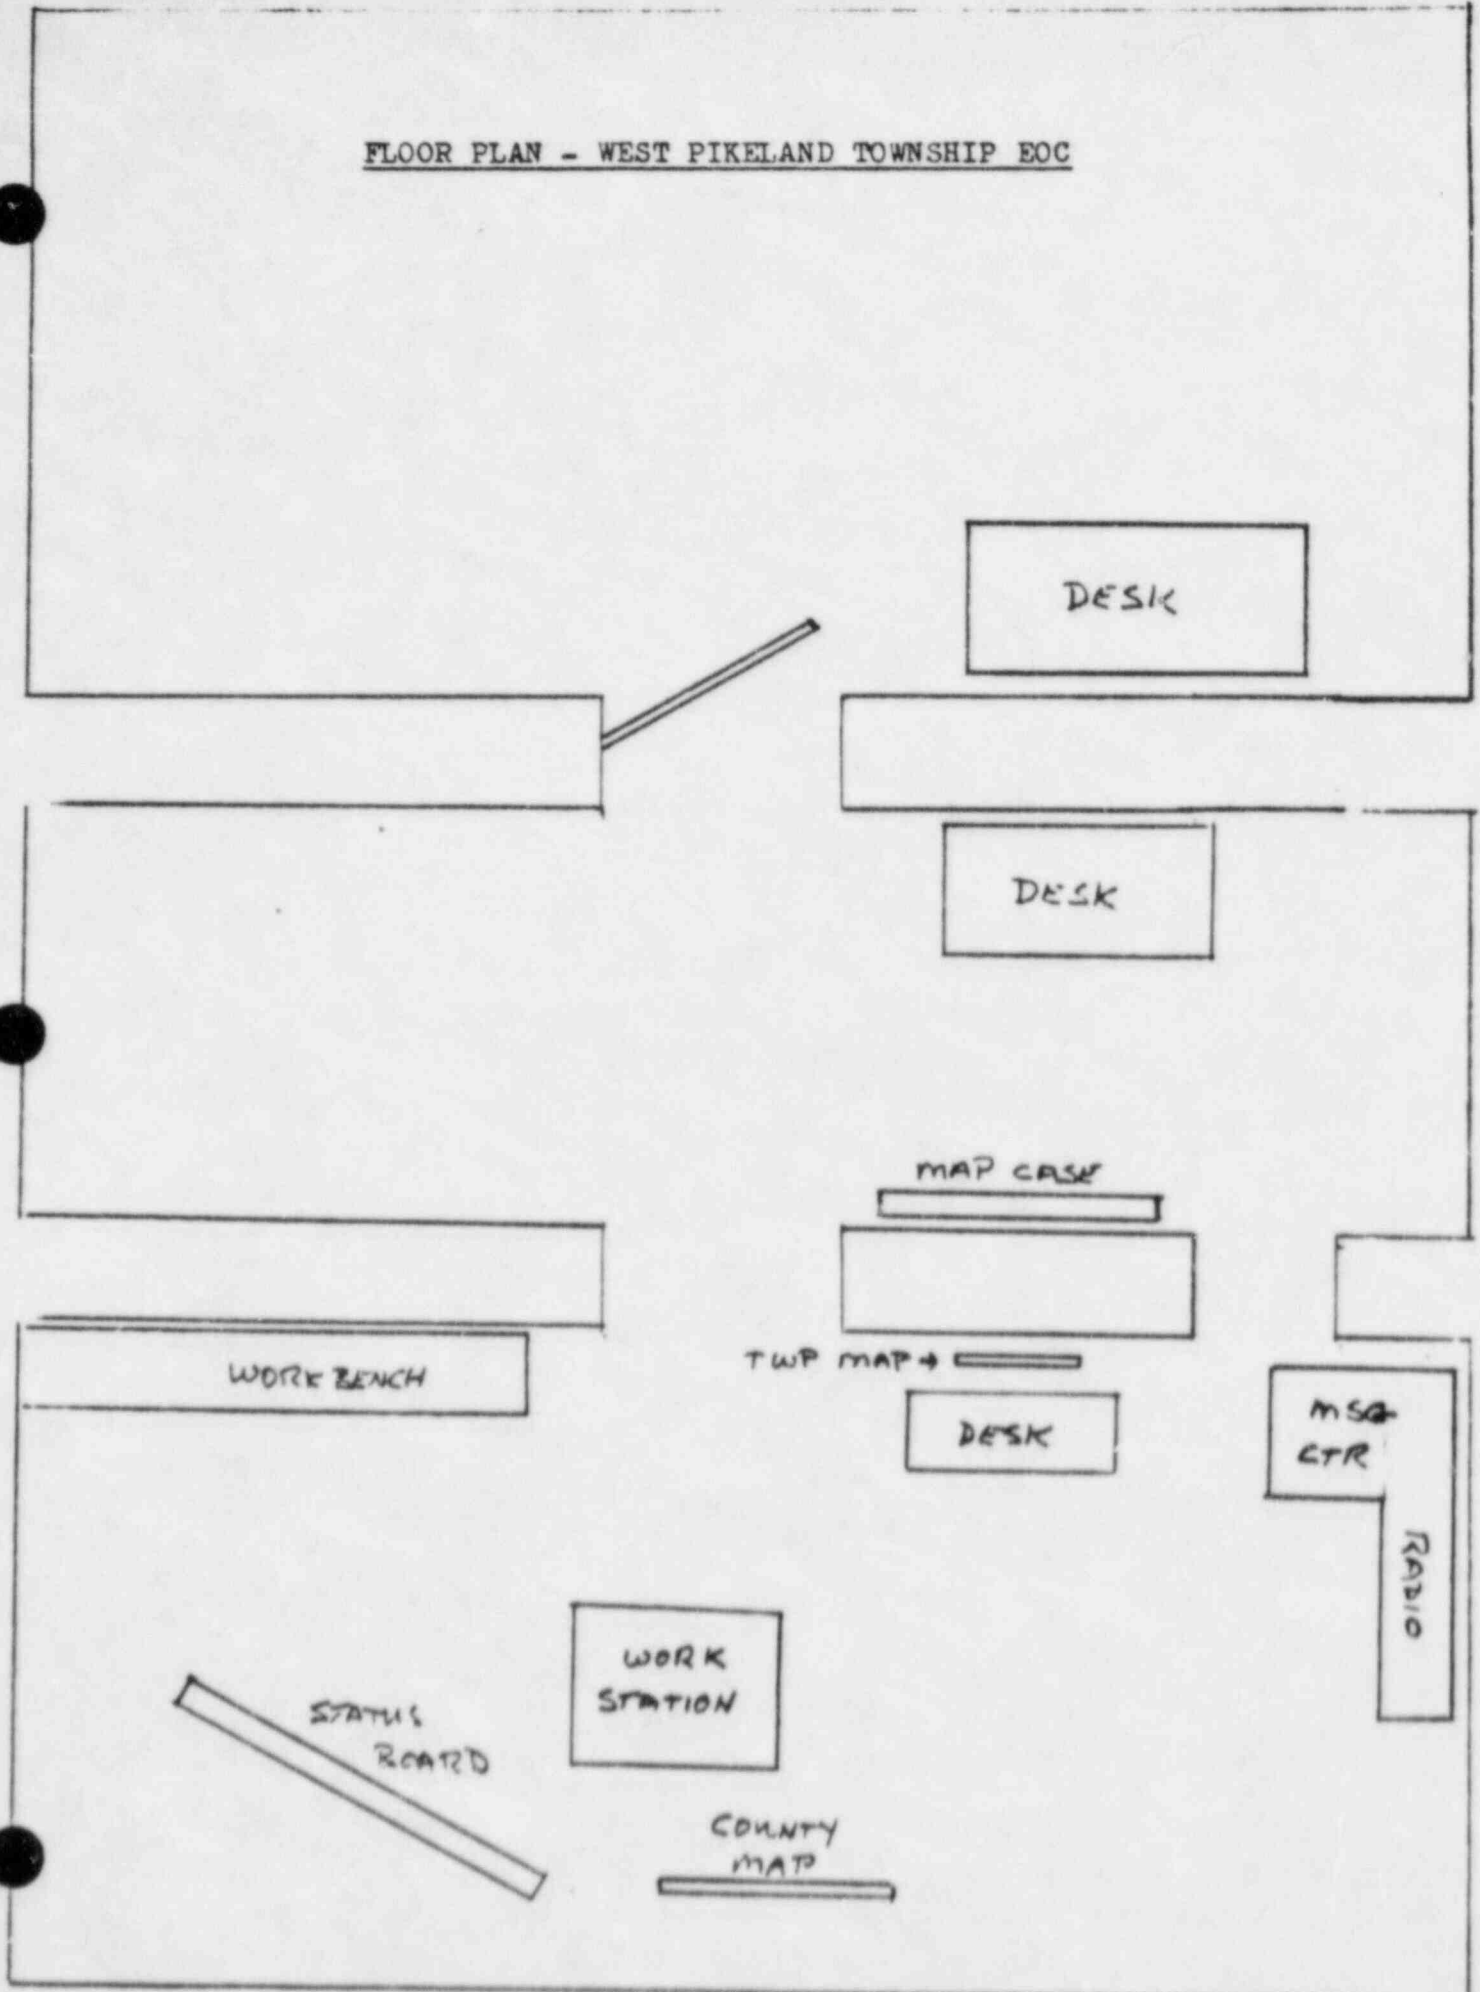 FLOOR PLAN - WEST PIKELAND TOWNSHIP EOC
DESK
DESK
MAP CASE
TWP MAP →
WORK BENCH
DESK
MSG
CTR
RADIO
WORK
STATION
STATUS
BOARD
COUNTY
MAP